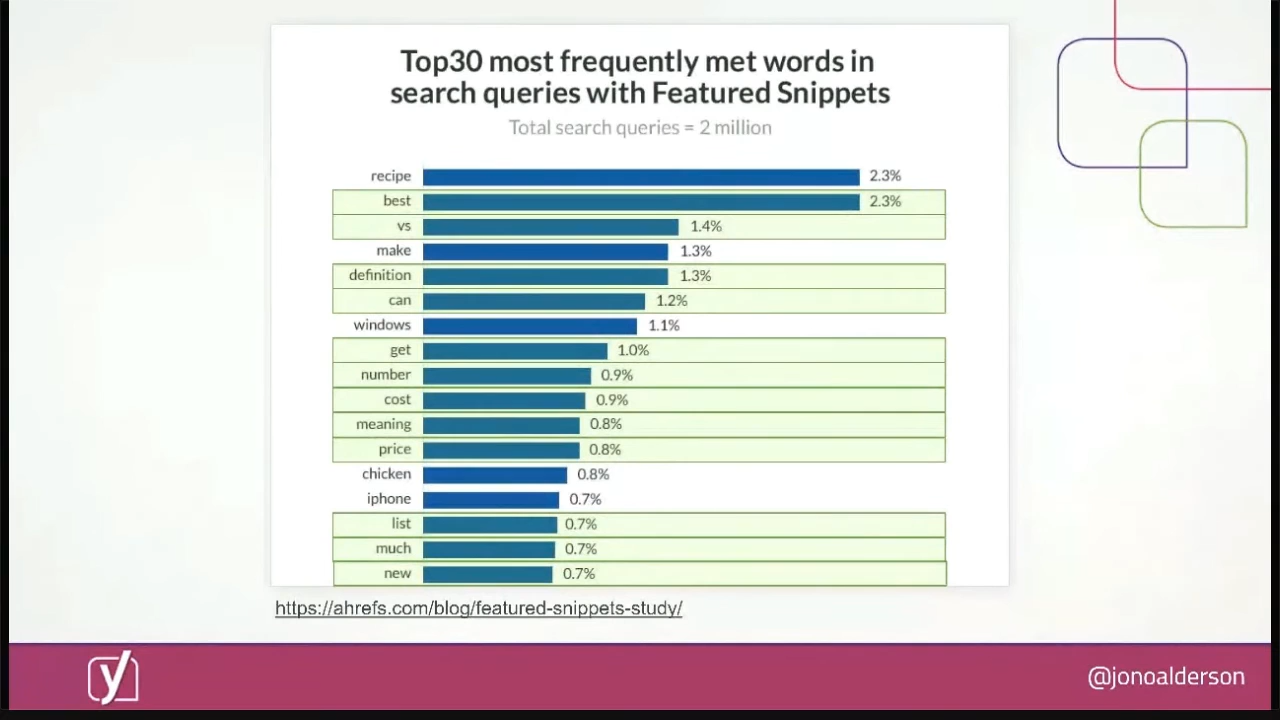 Top30 most frequently met words in
search queries with Featured Snippets
Total search queries = 2 million
recipe 2.3%
best 2.3%
vs 1.4%
make 1.3%
definition 1.3%
can 1.2%
windows 1.1%
get 1.0%
number 0.9%
cost 0.9%
meaning 0.8%
price 0.8%
chicken 0.8%
iphone 0.7%
list 0.7%
much 0.7%
new 0.7%
https://ahrefs.com/blog/featured-snippets-study/
y
@jonoalderson